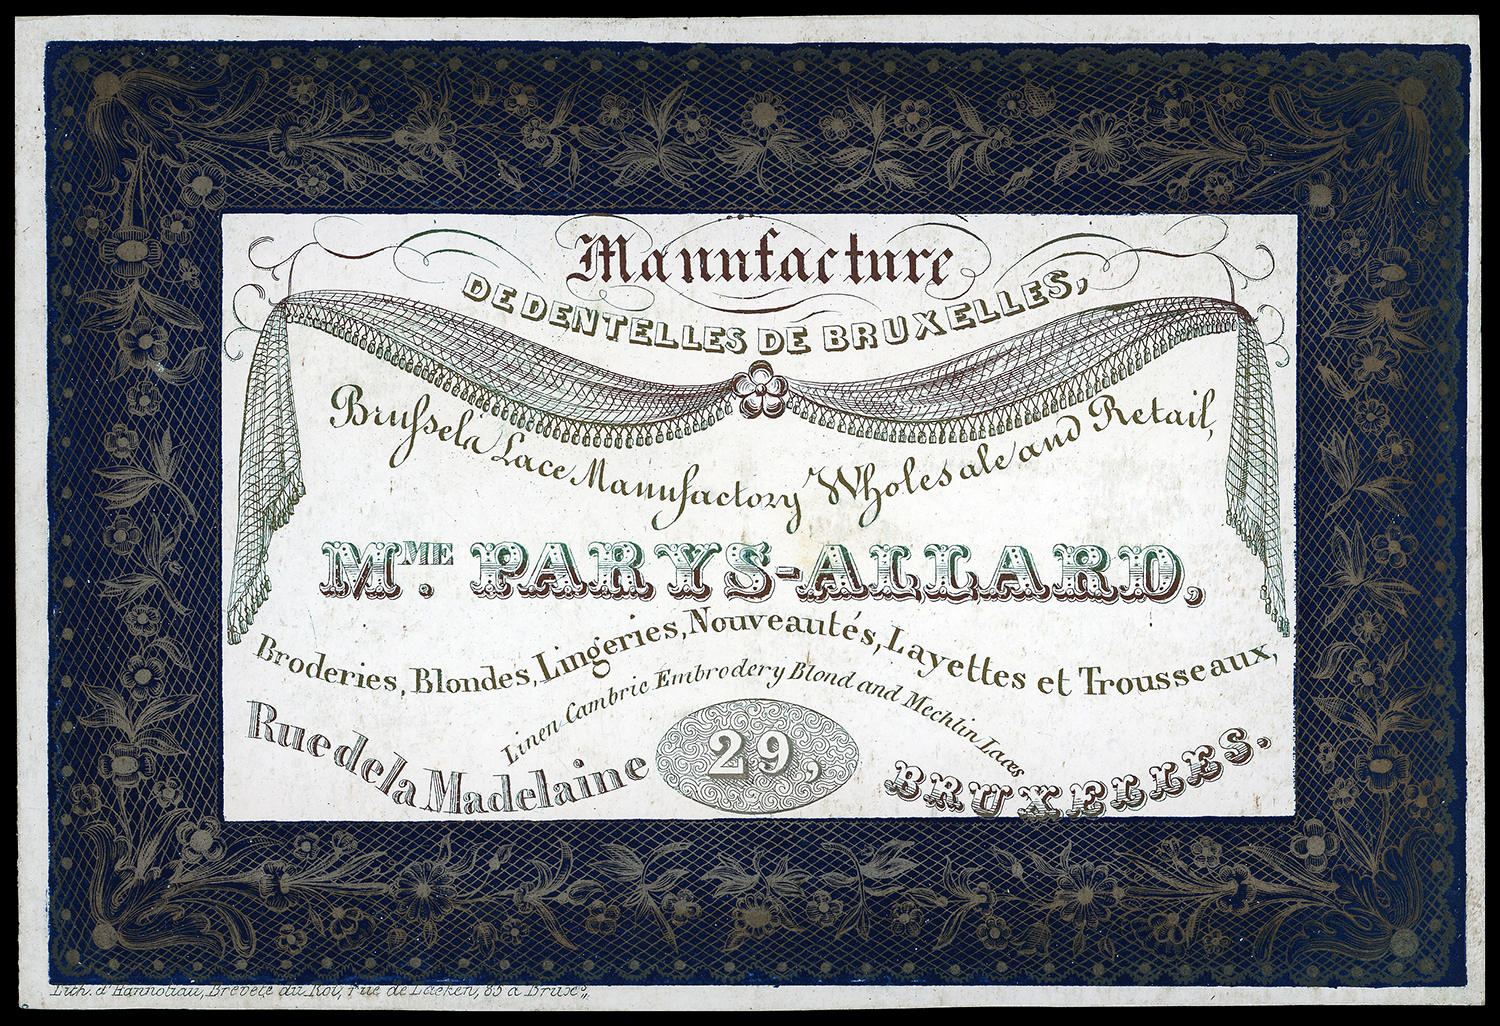 Manufacture
DE DENTELLES DE BRUXELLES,
Brussels Lace Manufactory Wholesale and Retail,
MME. PARYS-ALLARD,
Broderies, Blondes, Lingeries, Nouveautés, Layettes et Trousseaux,
Linen Cambric Embrodery Blond and Mechlin Laces
Rue de la Madelaine 29, BRUXELLES.
Lith. d'Hannotiau, Breveté du Roi, rue de Laeken, 85 a Brux.